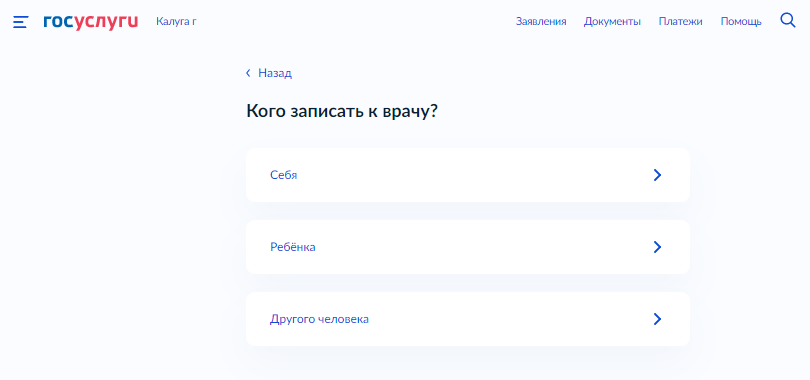 госуслуги Калуга г Заявления Документы Платежи Помощь
Назад
Кого записать к врачу?
Себя
Ребёнка
Другого человека